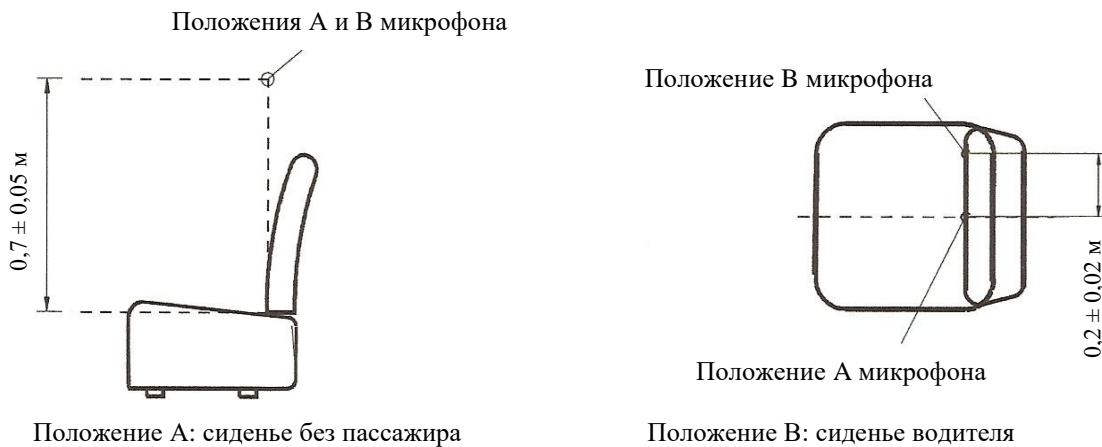 Положения А и В микрофона
0,7 ± 0,05 м
Положение А: сиденье без пассажира
Положение В микрофона
0,2 ± 0,02 м
Положение А микрофона
Положение В: сиденье водителя